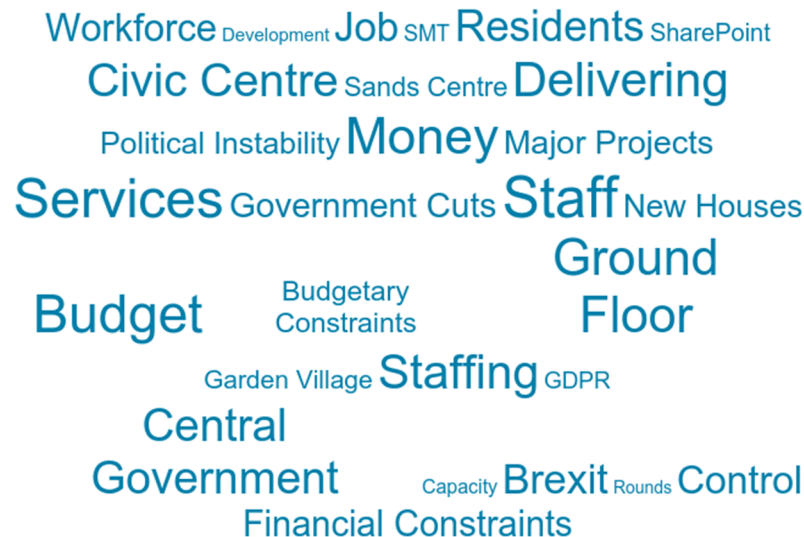 Workforce Development Job SMT Residents SharePoint
Civic Centre Sands Centre Delivering
Political Instability Money Major Projects
Services Government Cuts Staff New Houses
Budget Budgetary Constraints Ground Floor
Garden Village Staffing GDPR
Central Government Capacity Brexit Rounds Control
Financial Constraints